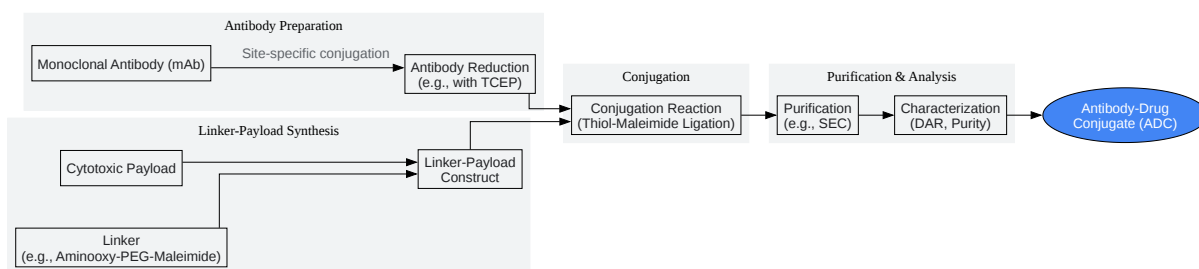 Antibody Preparation
Monoclonal Antibody (mAb)
Site-specific conjugation
Antibody Reduction
(e.g., with TCEP)
Linker-Payload Synthesis
Cytotoxic Payload
Linker
(e.g., Aminooxy-PEG-Maleimide)
Linker-Payload
Construct
Conjugation
Conjugation Reaction
(Thiol-Maleimide Ligation)
Purification & Analysis
Purification
(e.g., SEC)
Characterization
(DAR, Purity)
Antibody-Drug
Conjugate (ADC)